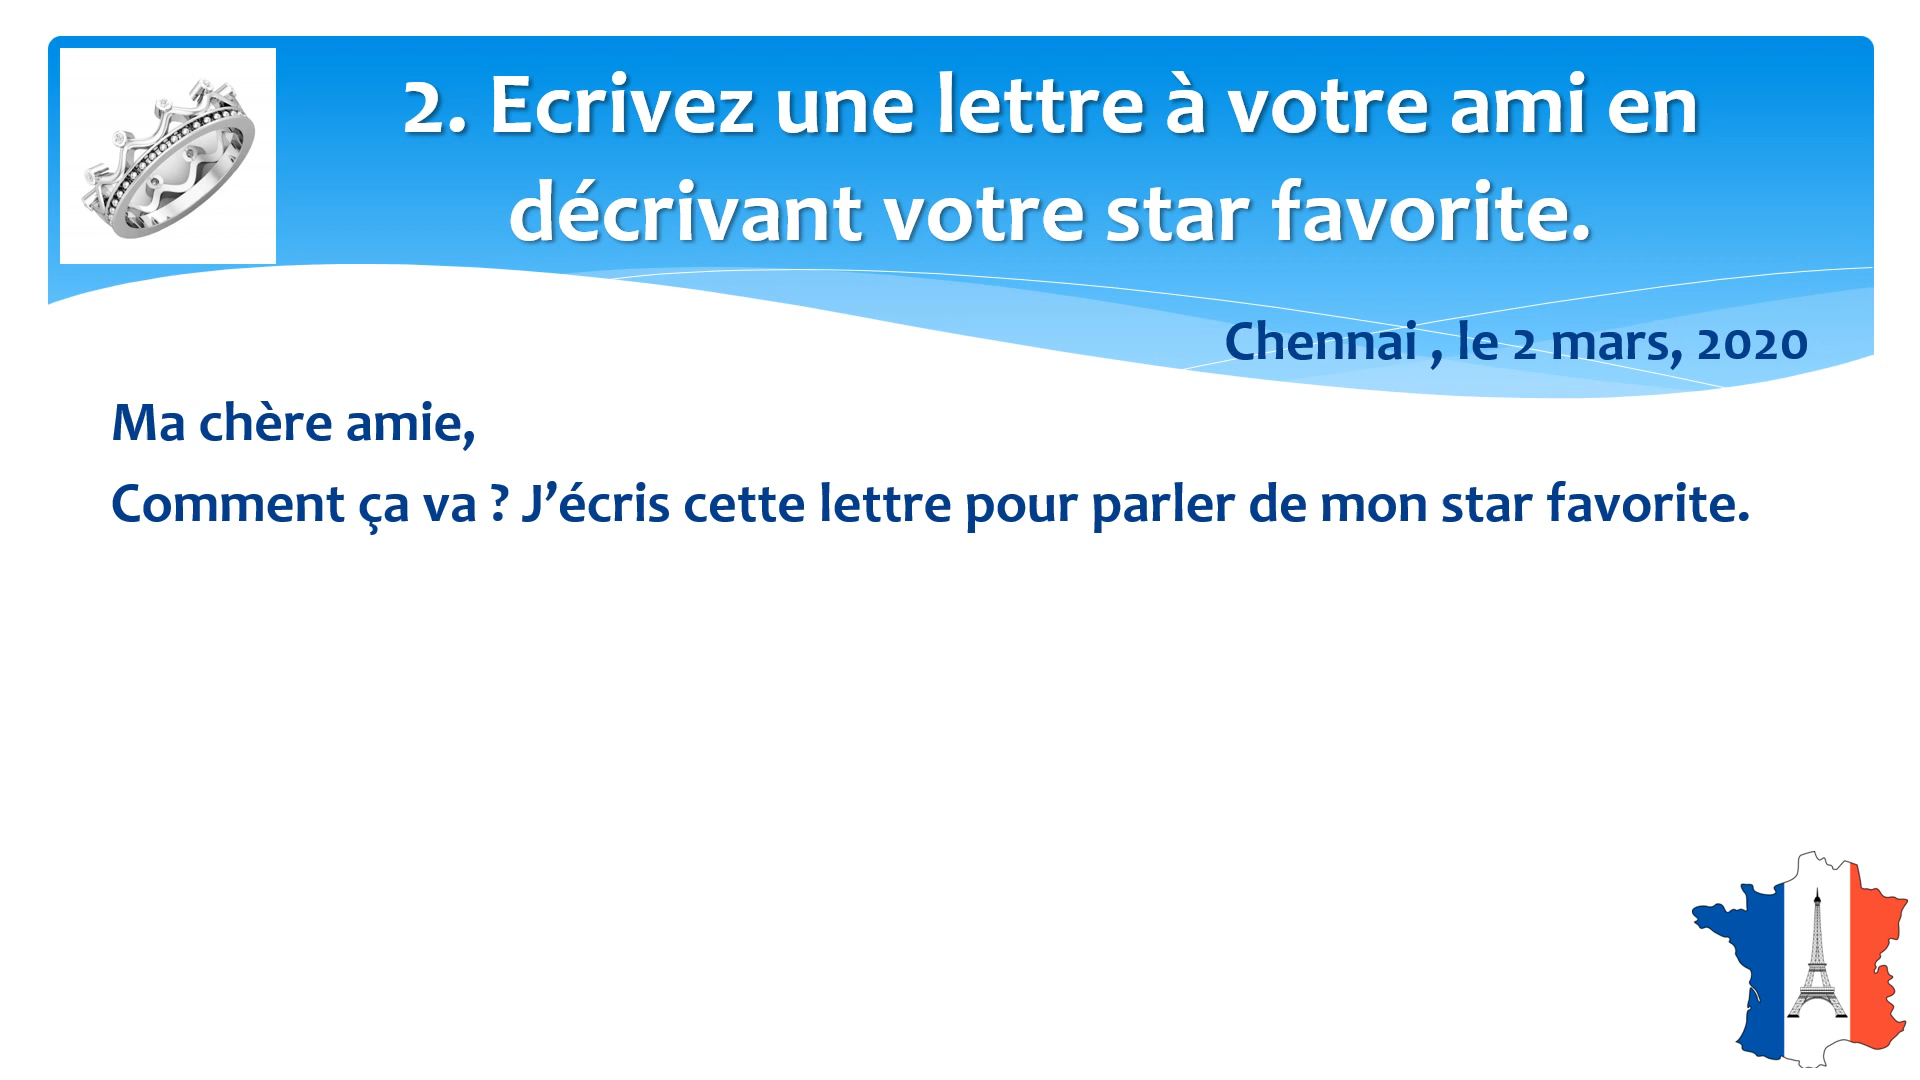 2. Ecrivez une lettre à votre ami en
décrivant votre star favorite.
Chennai , le 2 mars, 2020
Ma chère amie,
Comment ça va ? J’écris cette lettre pour parler de mon star favorite.